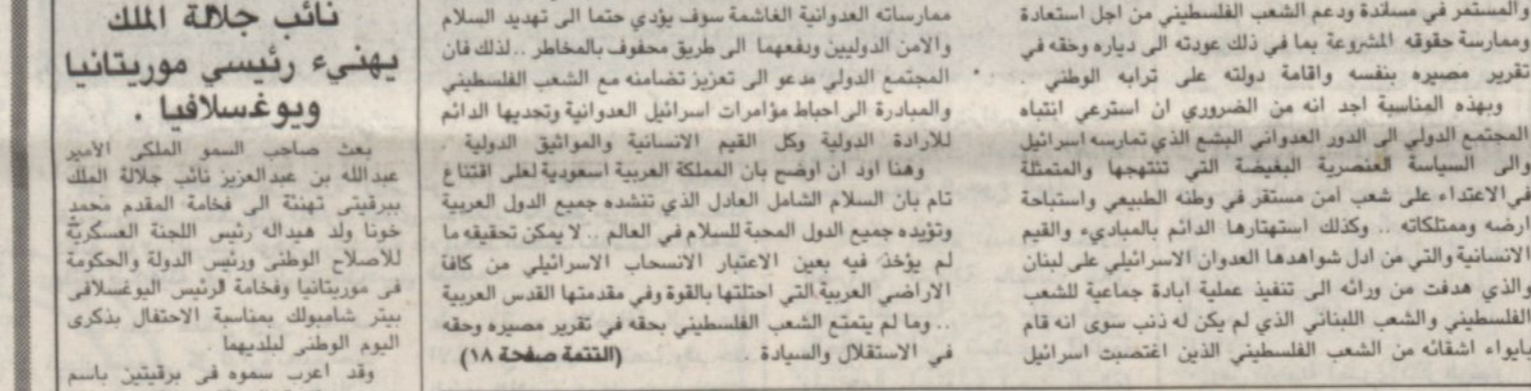 والمستمر في مساندة ودعم الشعب الفلسطيني من اجل استعادة
وممارسة حقوقه المشروعة بما في ذلك عودته الى دياره وحقه في
تقرير مصيره بنفسه واقامة دولته على ترابه الوطني .
وبهذه المناسبة اجد انه من الضروري ان استرعي انتباه
المجتمع الدولي الى الدور العدواني البشع الذي تمارسه اسرائيل
والى السياسة العنصرية البغيضة التي تنتهجها والمتمثلة
في الاعتداء على شعب امن مستقر في وطنه الطبيعي واستباحة
ارضه وممتلكاته .. وكذلك استهتارها الدائم بالمباديء والقيم
الانسانية والتي من ادل شواهدها العدوان الاسرائيلي على لبنان
والذي هدفت من ورائه الى تنفيذ عملية ابادة جماعية للشعب
الفلسطيني والشعب اللبناني الذي لم يكن له ذنب سوى انه قام
بايواء اشقائه من الشعب الفلسطيني الذين اغتصبت اسرائيل
ممارساته العدوانية الغاشمة سوف يؤدي حتما الى تهديد السلام
والامن الدوليين ودفعهما الى طريق محفوف بالمخاطر .. لذلك فان
المجتمع الدولي مدعو الى تعزيز تضامنه مع الشعب الفلسطيني
والمبادرة الى احباط مؤامرات اسرائيل العدوانية وتحديها الدائم
للارادة الدولية وكل القيم الانسانية والمواثيق الدولية .
وهنا اود ان اوضح بان المملكة العربية اسعودية لعلى اقتناع
تام بان السلام الشامل العادل الذي تنشده جميع الدول العربية
وتؤيده جميع الدول المحبة للسلام في العالم .. لا يمكن تحقيقه ما
لم يؤخذ فيه بعين الاعتبار الانسحاب الاسرائيلي من كافة
الاراضي العربية التي احتلتها بالقوة وفي مقدمتها القدس العربية
.. وما لم يتمتع الشعب الفلسطيني بحقه في تقرير مصيره وحقه
في الاستقلال والسيادة (التتمة صفحة ١٨)
نائب جلالة الملك
يهنيء رئيسي موريتانيا
ويوغسلافيا .
بعث صاحب السمو الملكى الأمير
عبدالله بن عبدالعزيز نائب جلالة الملك
ببرقيتى تهنئة الى فخامة المقدم محمد
خونا ولد هيداله رئيس اللجنة العسكرية
للاصلاح الوطنى ورئيس الدولة والحكومة
فى موريتانيا وفخامة الرئيس اليوغسلافى
بيتر شامبولك بمناسبة الاحتفال بذكرى
اليوم الوطنى لبلديهما .
وقد اعرب سموه فى برقيتين باسم